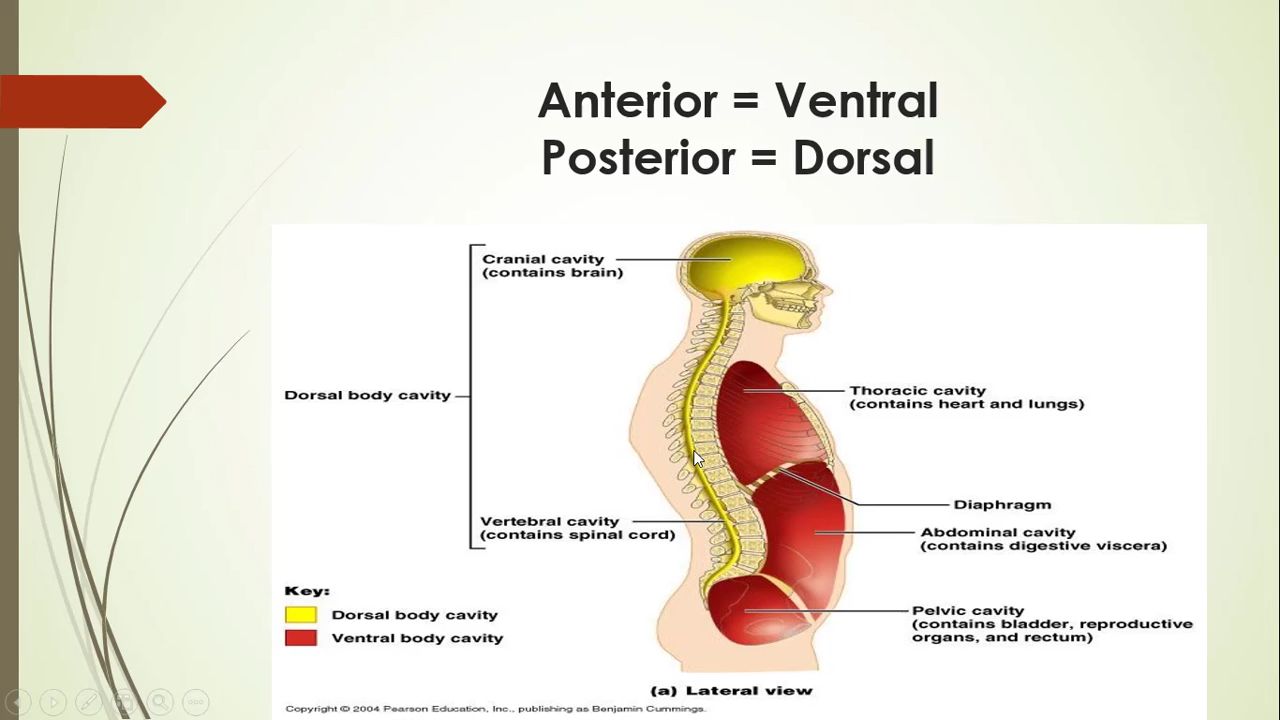 Anterior = Ventral
Posterior = Dorsal
Cranial cavity
(contains brain)
Dorsal body cavity
Thoracic cavity
(contains heart and lungs)
Diaphragm
Vertebral cavity
(contains spinal cord)
Abdominal cavity
(contains digestive viscera)
Key:
Dorsal body cavity
Ventral body cavity
Pelvic cavity
(contains bladder, reproductive
organs, and rectum)
(a) Lateral view
Copyright © 2004 Pearson Education, Inc., publishing as Benjamin Cummings.